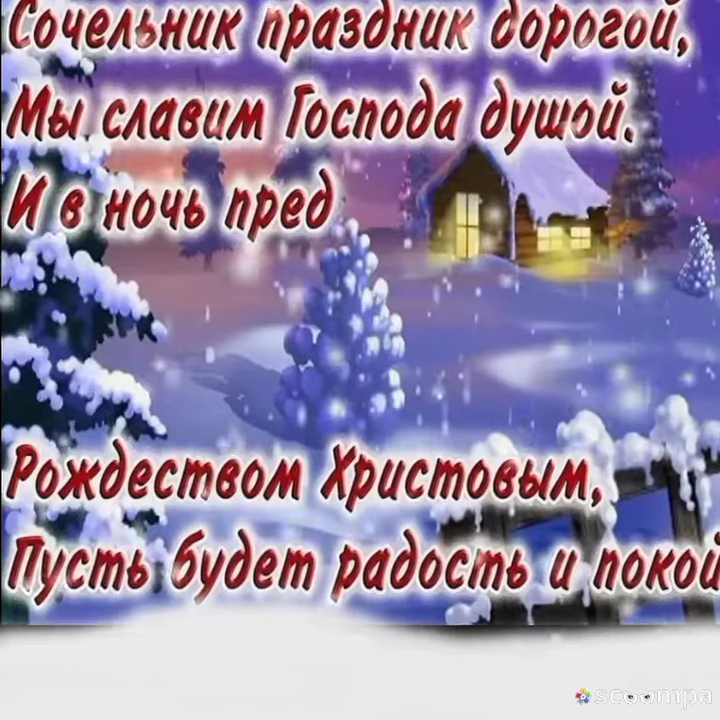 Сочельник праздник дорогой,
Мы славим Господа душой.
И в ночь пред
Рождеством Христовым,
Пусть будет радость и покой
scoompa